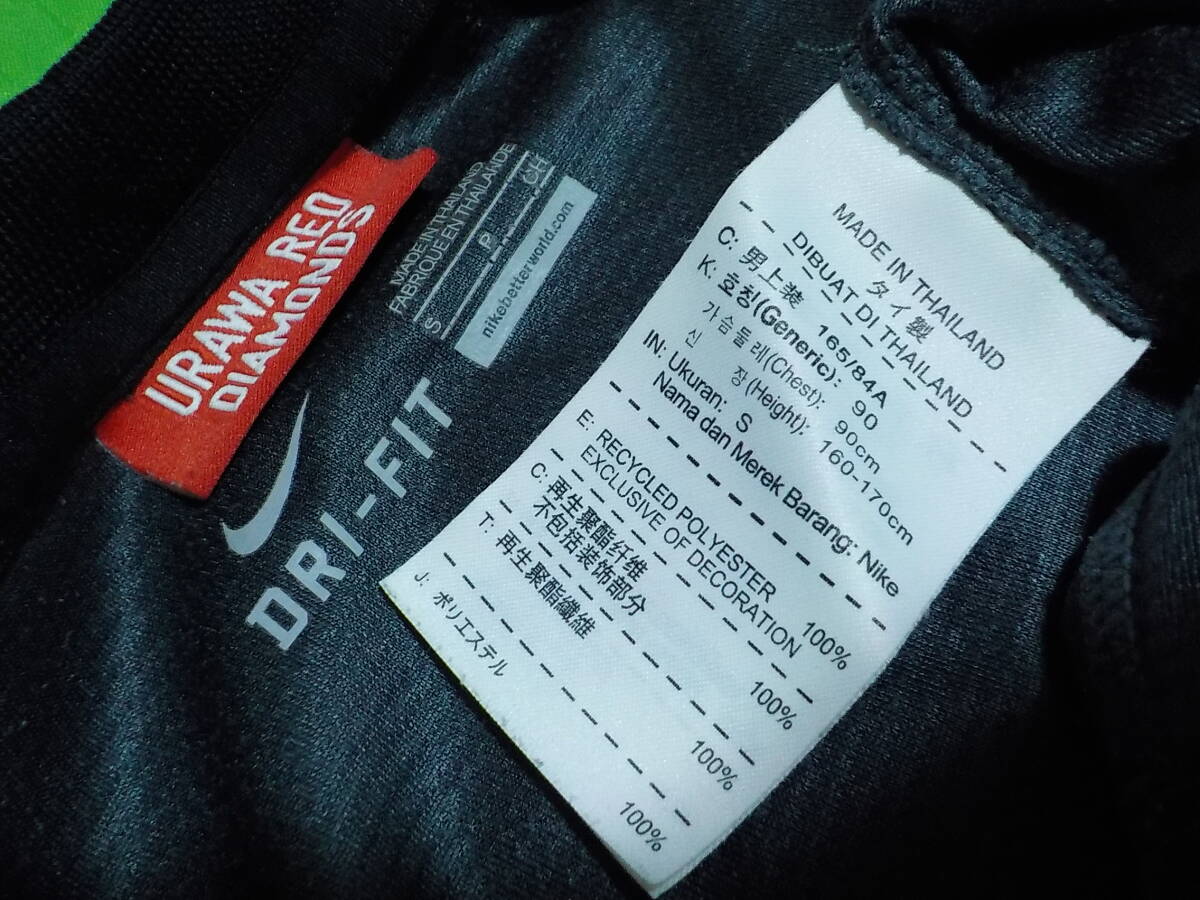 URAWA RED
DIAMONDS
MADE IN THAILAND
FABRIQUE EN THAILANDE
S
P
CH
nikebetterworld.com
DRI-FIT
MADE IN THAILAND
タイ製
DIBUAT DI THAILAND
C: 男上装 165/84A
K: 호칭(Generic): 90
가슴둘레(Chest): 90cm
신 장(Height): 160-170cm
IN: Ukuran: S
Nama dan Merek Barang: Nike
E: RECYCLED POLYESTER 100%
EXCLUSIVE OF DECORATION
C: 再生聚酯纤维 100%
不包括装饰部分
T: 再生聚酯纖維 100%
J: ポリエステル 100%